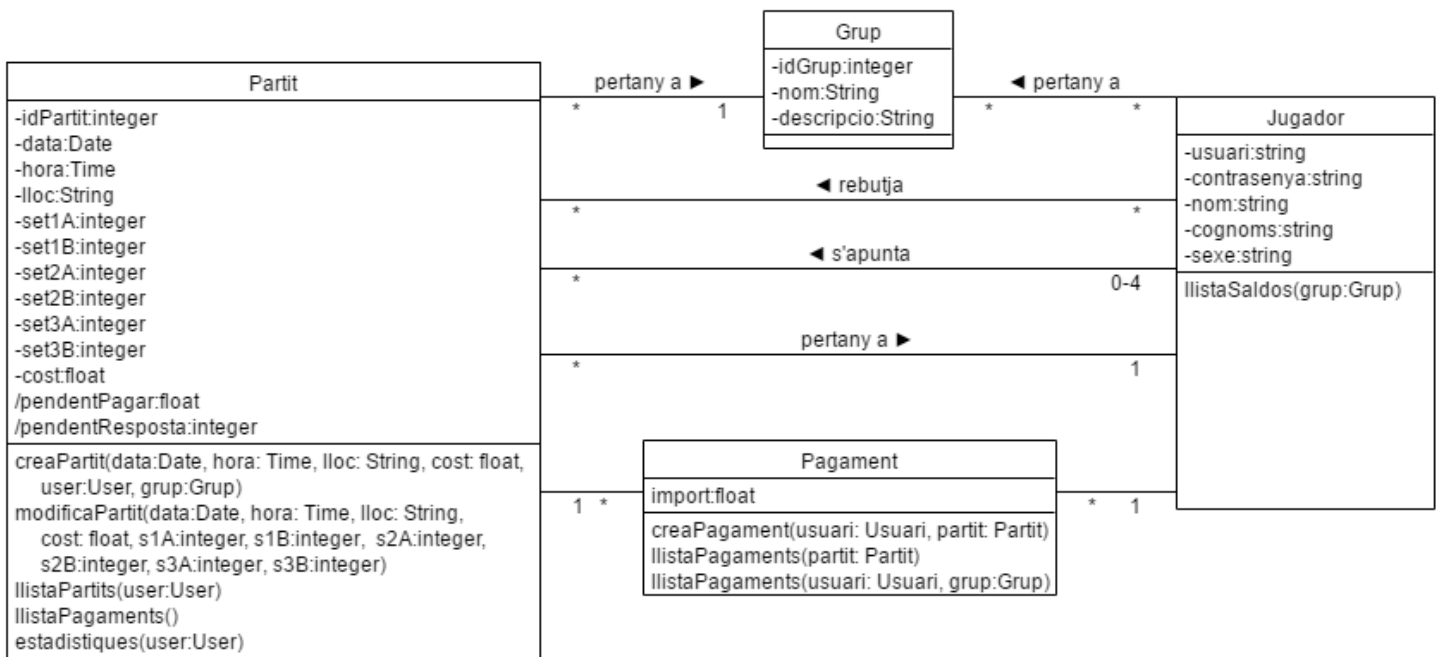 Grup
-idGrup:integer
-nom:String
-descripcio:String
Partit
-idPartit:integer
-data:Date
-hora:Time
-lloc:String
-set1A:integer
-set1B:integer
-set2A:integer
-set2B:integer
-set3A:integer
-set3B:integer
-cost:float
/pendentPagar:float
/pendentResposta:integer
creaPartit(data:Date, hora: Time, lloc: String, cost: float,
user:User, grup:Grup)
modificaPartit(data:Date, hora: Time, lloc: String,
cost: float, s1A:integer, s1B:integer, s2A:integer,
s2B:integer, s3A:integer, s3B:integer)
llistaPartits(user:User)
llistaPagaments()
estadistiques(user:User)
pertany a ►
* 1
◄ pertany a
* *
◄ rebutja
* *
◄ s'apunta
* 0-4
pertany a ►
* 1
Jugador
-usuari:string
-contrasenya:string
-nom:string
-cognoms:string
-sexe:string
llistaSaldos(grup:Grup)
1 *
Pagament
import:float
creaPagament(usuari: Usuari, partit: Partit)
llistaPagaments(partit: Partit)
llistaPagaments(usuari: Usuari, grup:Grup)
* 1